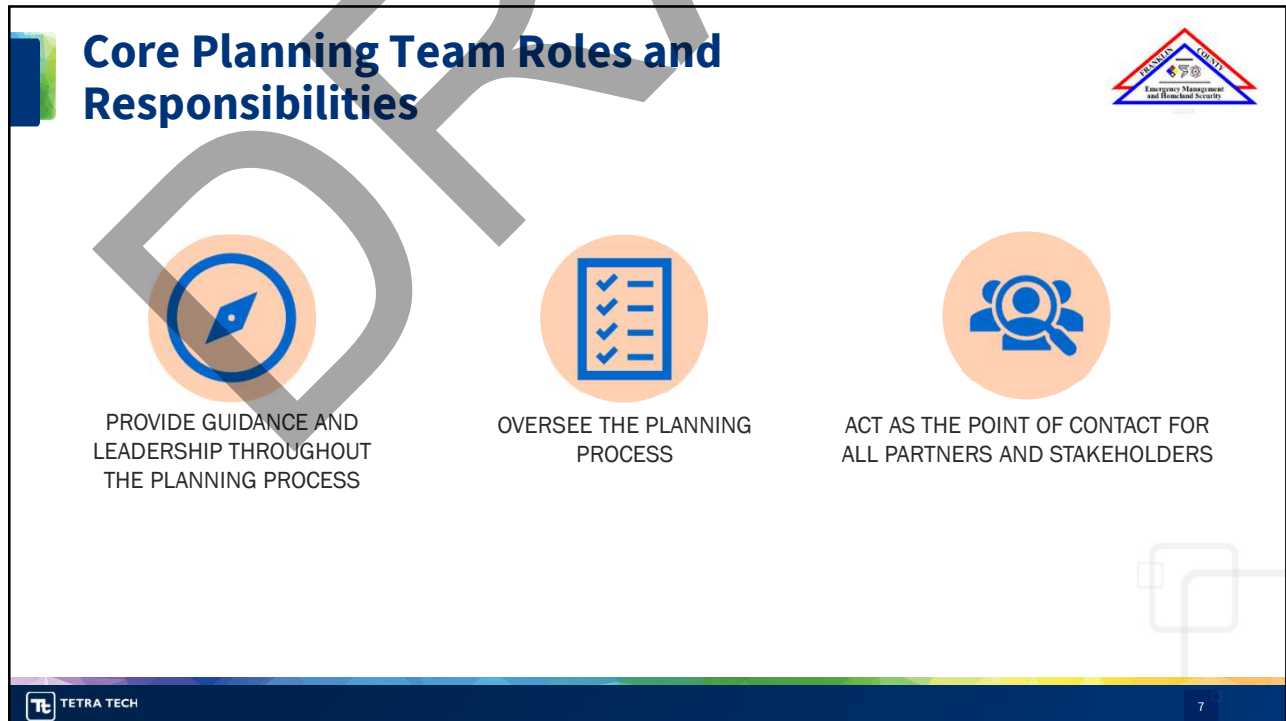 Core Planning Team Roles and
Responsibilities
FRANKLIN COUNTY
Emergency Management
and Homeland Security
PROVIDE GUIDANCE AND
LEADERSHIP THROUGHOUT
THE PLANNING PROCESS
OVERSEE THE PLANNING
PROCESS
ACT AS THE POINT OF CONTACT FOR
ALL PARTNERS AND STAKEHOLDERS
DR
Tt TETRA TECH
7